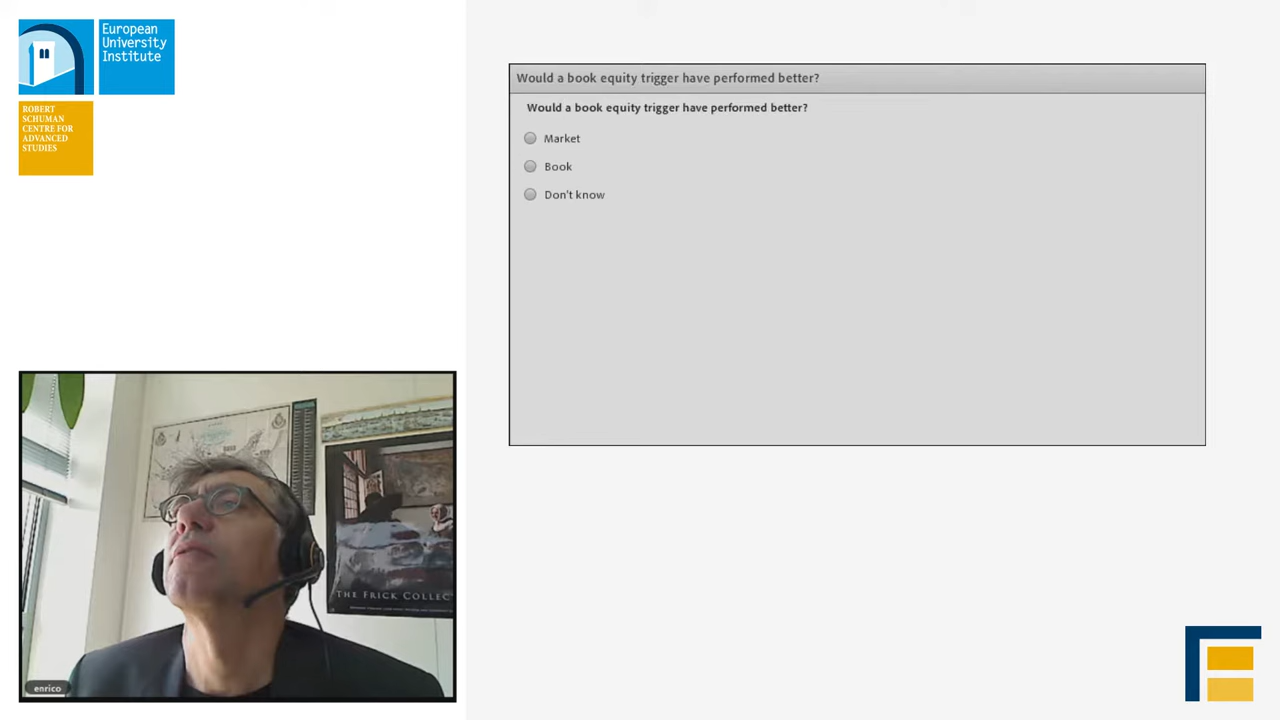 European
University
Institute
ROBERT
SCHUMAN
CENTRE FOR
ADVANCED
STUDIES
Would a book equity trigger have performed better?
Would a book equity trigger have performed better?
Market
Book
Don't know
THE FRICK COLLEC
enrico